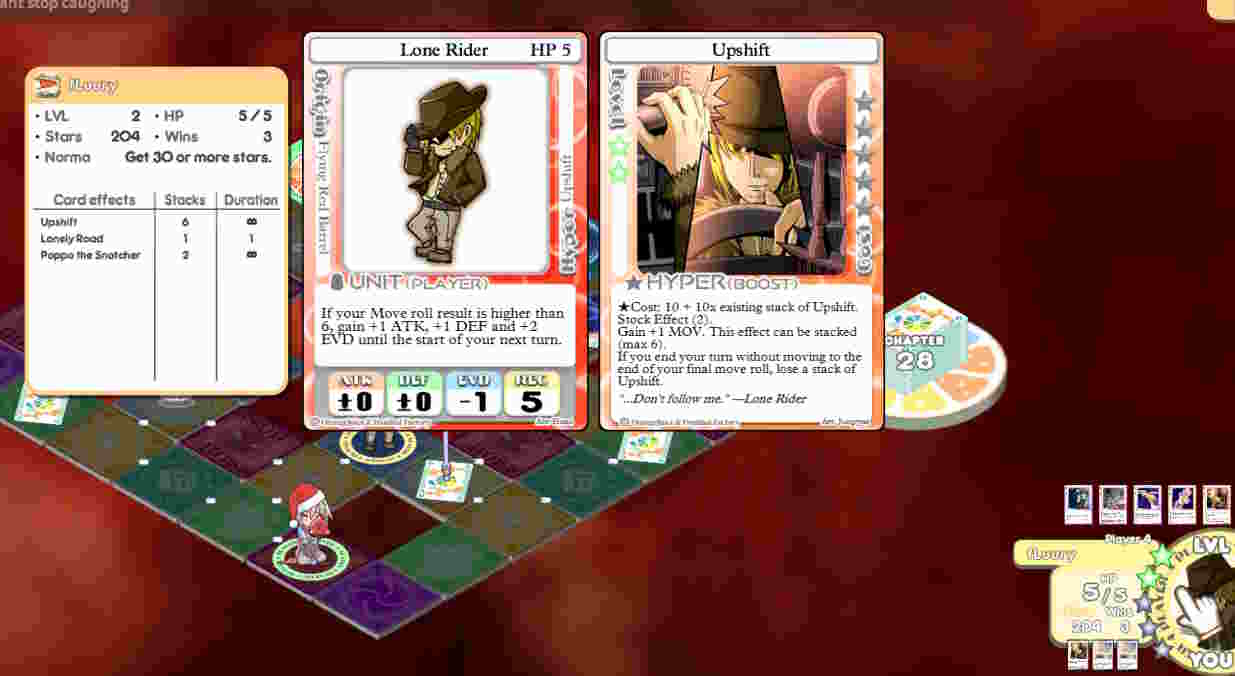 ant stop caughing
fLuury
• LVL 2 • HP 5 / 5
• Stars 204 • Wins 3
• Norma Get 30 or more stars.
Card effects Stacks Duration
Upshift 6 ∞
Lonely Road 1 1
Poppo the Snatcher 2 ∞
Lone Rider HP 5
Origin Flying Red Barrel
Hyper Upshift
UNIT (PLAYER)
If your Move roll result is higher than
6, gain +1 ATK, +1 DEF and +2
EVD until the start of your next turn.
ATK DEF EVD REC
±0 ±0 -1 5
Upshift
Level
Cost
HYPER (BOOST)
★Cost: 10 + 10x existing stack of Upshift.
Stock Effect (2).
Gain +1 MOV. This effect can be stacked
(max 6).
If you end your turn without moving to the
end of your final move roll, lose a stack of
Upshift.
"...Don't follow me." —Lone Rider
CHAPTER
28
Player 4
fLuury
LVL
HP
5/5
Wins
204 3
YOU